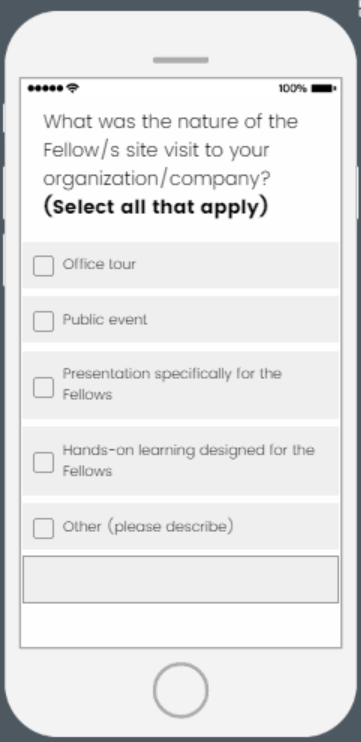 100%
What was the nature of the
Fellow/s site visit to your
organization/company?
(Select all that apply)
Office tour
Public event
Presentation specifically for the
Fellows
Hands-on learning designed for the
Fellows
Other (please describe)